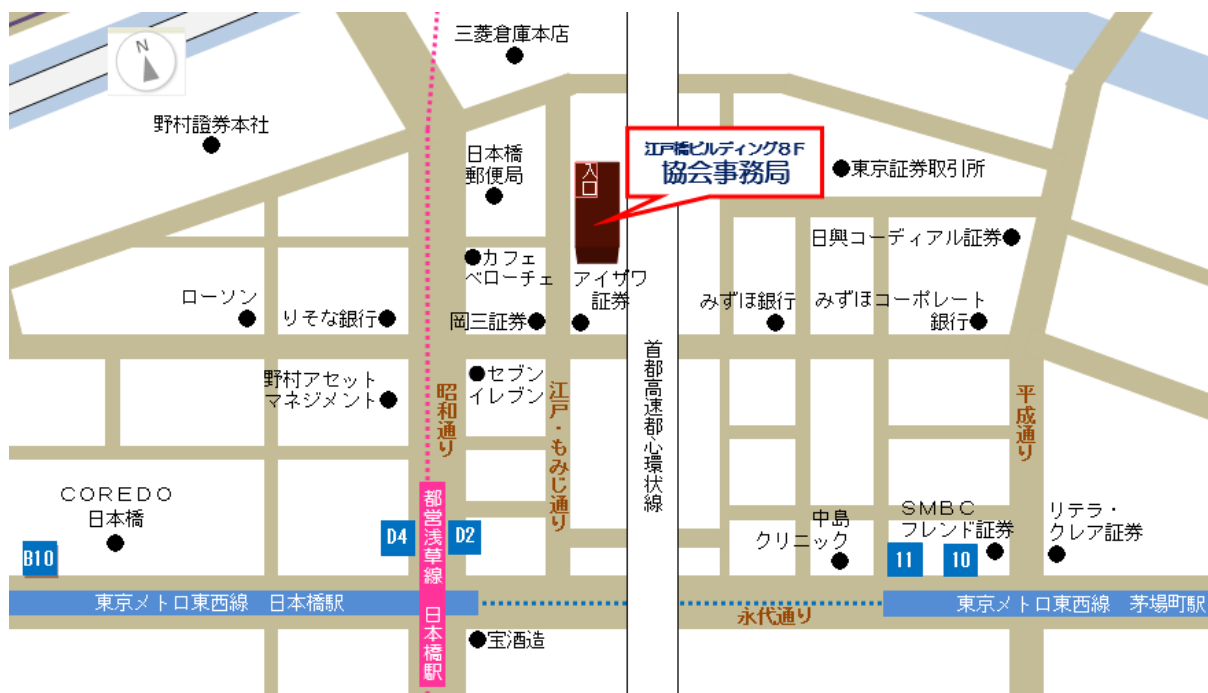 N
三菱倉庫本店
野村證券本社
日本橋
郵便局
入口
江戸橋ビルディング8F
協会事務局
東京証券取引所
日興コーディアル証券
カフェ
ベローチェ
アイザワ
証券
ローソン
りそな銀行
岡三証券
みずほ銀行
みずほコーポレート
銀行
首都高速都心環状線
野村アセット
マネジメント
昭和通り
セブン
イレブン
江戸・もみじ通り
平成通り
COREDO
日本橋
都営浅草線 日本橋駅
D4
D2
B10
中島
クリニック
SMBC
フレンド証券
リテラ・
クレア証券
11
10
東京メトロ東西線 日本橋駅
永代通り
東京メトロ東西線 茅場町駅
宝酒造